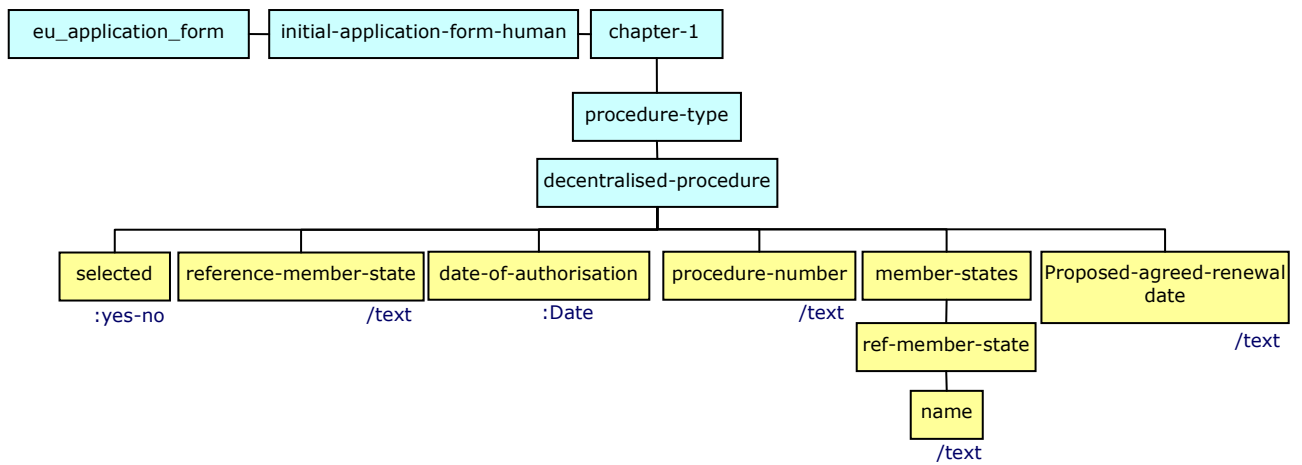 eu_application_form
initial-application-form-human
chapter-1
procedure-type
decentralised-procedure
selected
:yes-no
reference-member-state
/text
date-of-authorisation
:Date
procedure-number
/text
member-states
ref-member-state
name
/text
Proposed-agreed-renewal
date
/text